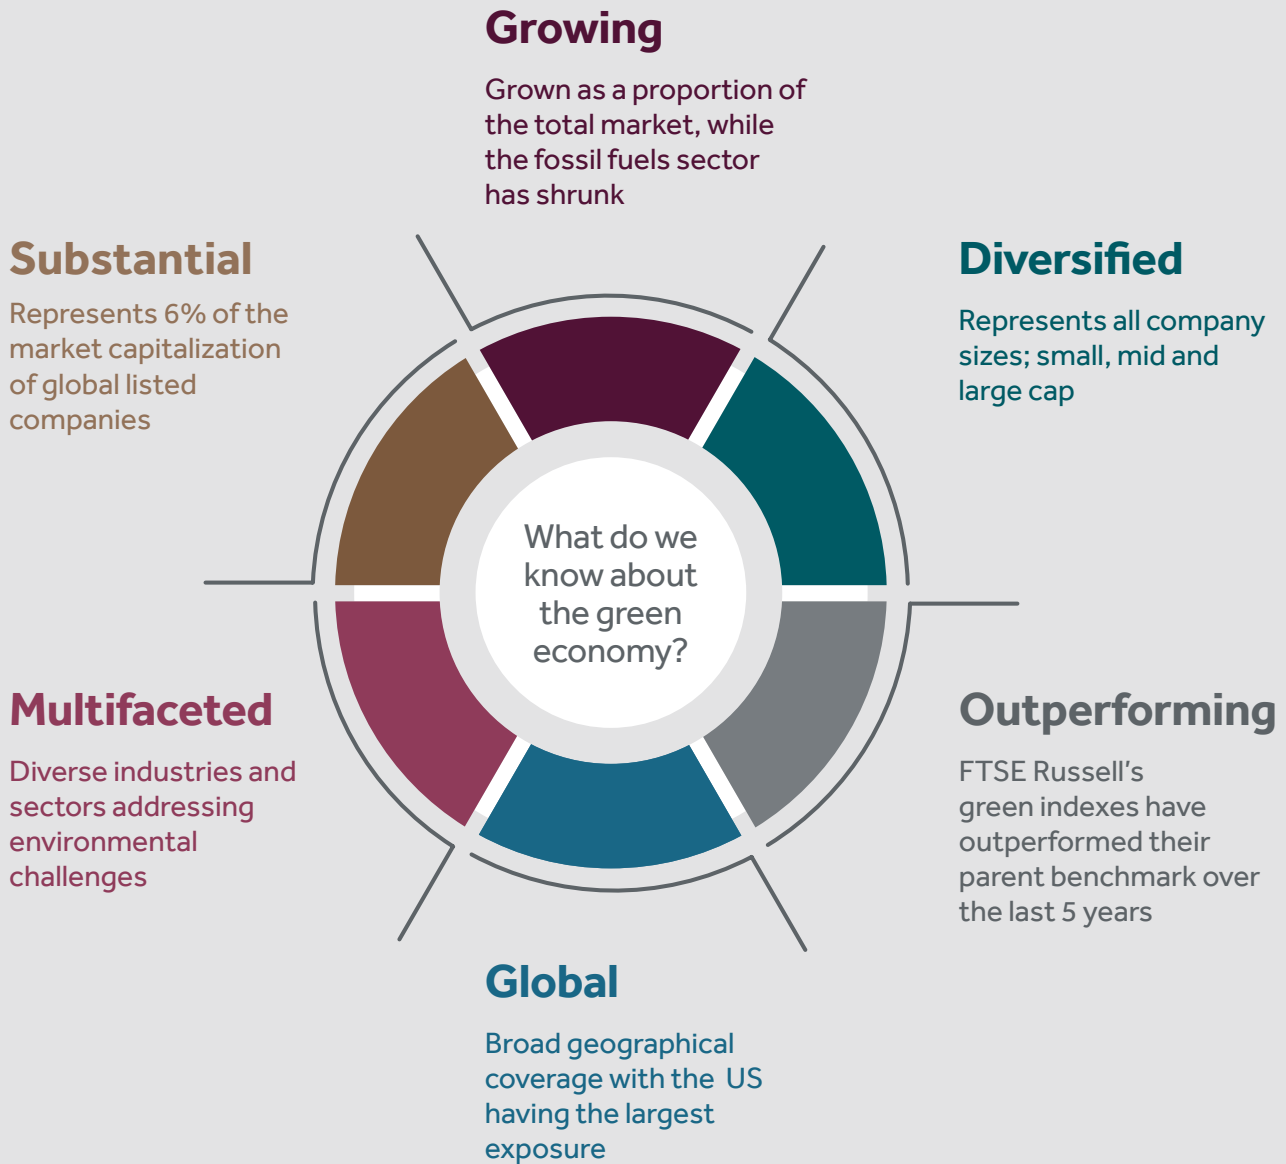 Growing
Grown as a proportion of
the total market, while
the fossil fuels sector
has shrunk
Substantial
Represents 6% of the
market capitalization
of global listed
companies
Diversified
Represents all company
sizes; small, mid and
large cap
What do we
know about
the green
economy?
Multifaceted
Diverse industries and
sectors addressing
environmental
challenges
Outperforming
FTSE Russell’s
green indexes have
outperformed their
parent benchmark over
the last 5 years
Global
Broad geographical
coverage with the US
having the largest
exposure